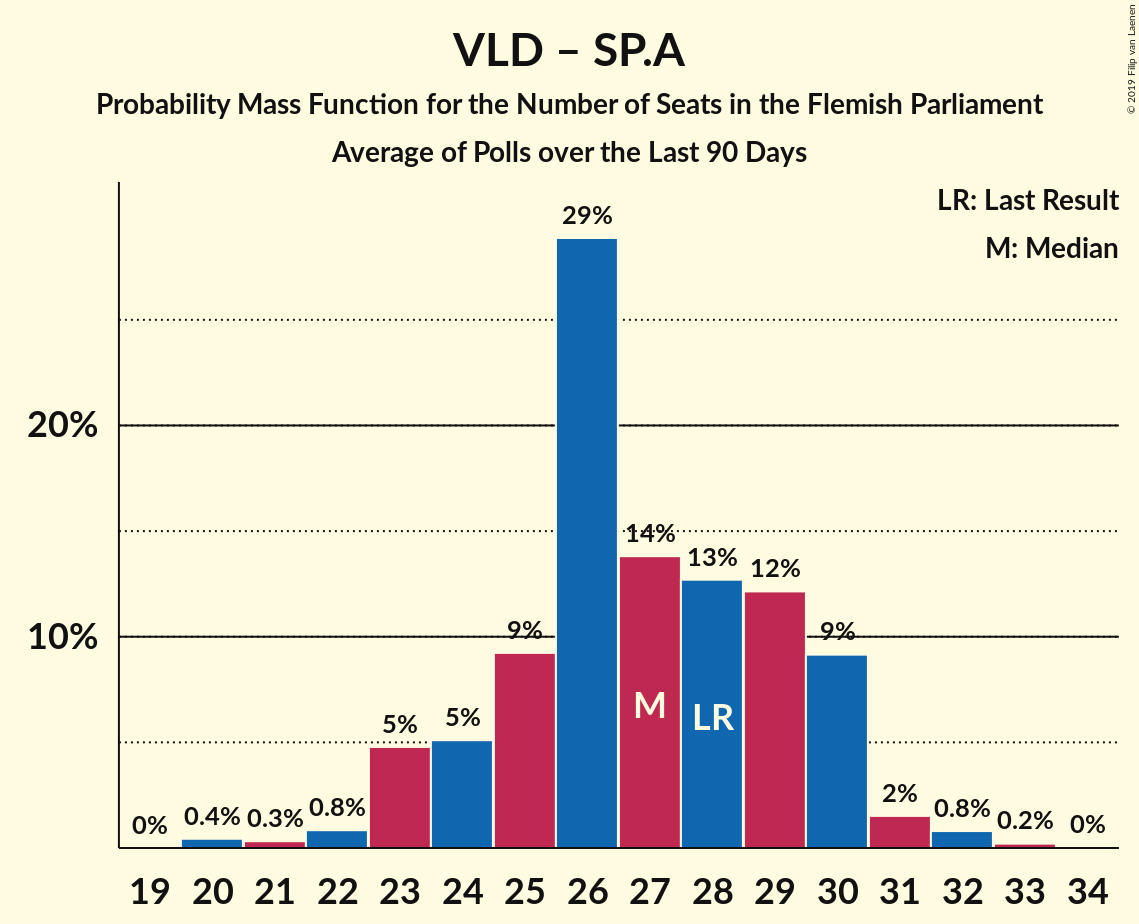 VLD – SP.A
Probability Mass Function for the Number of Seats in the Flemish Parliament
Average of Polls over the Last 90 Days
© 2019 Filip van Laenen
LR: Last Result
M: Median
29%
20%
14%
13%
12%
10%
9%
9%
M
LR
5%
5%
2%
0%
0.4%
0.3%
0.8%
0.8%
0.2%
0%
19 20 21 22 23 24 25 26 27 28 29 30 31 32 33 34